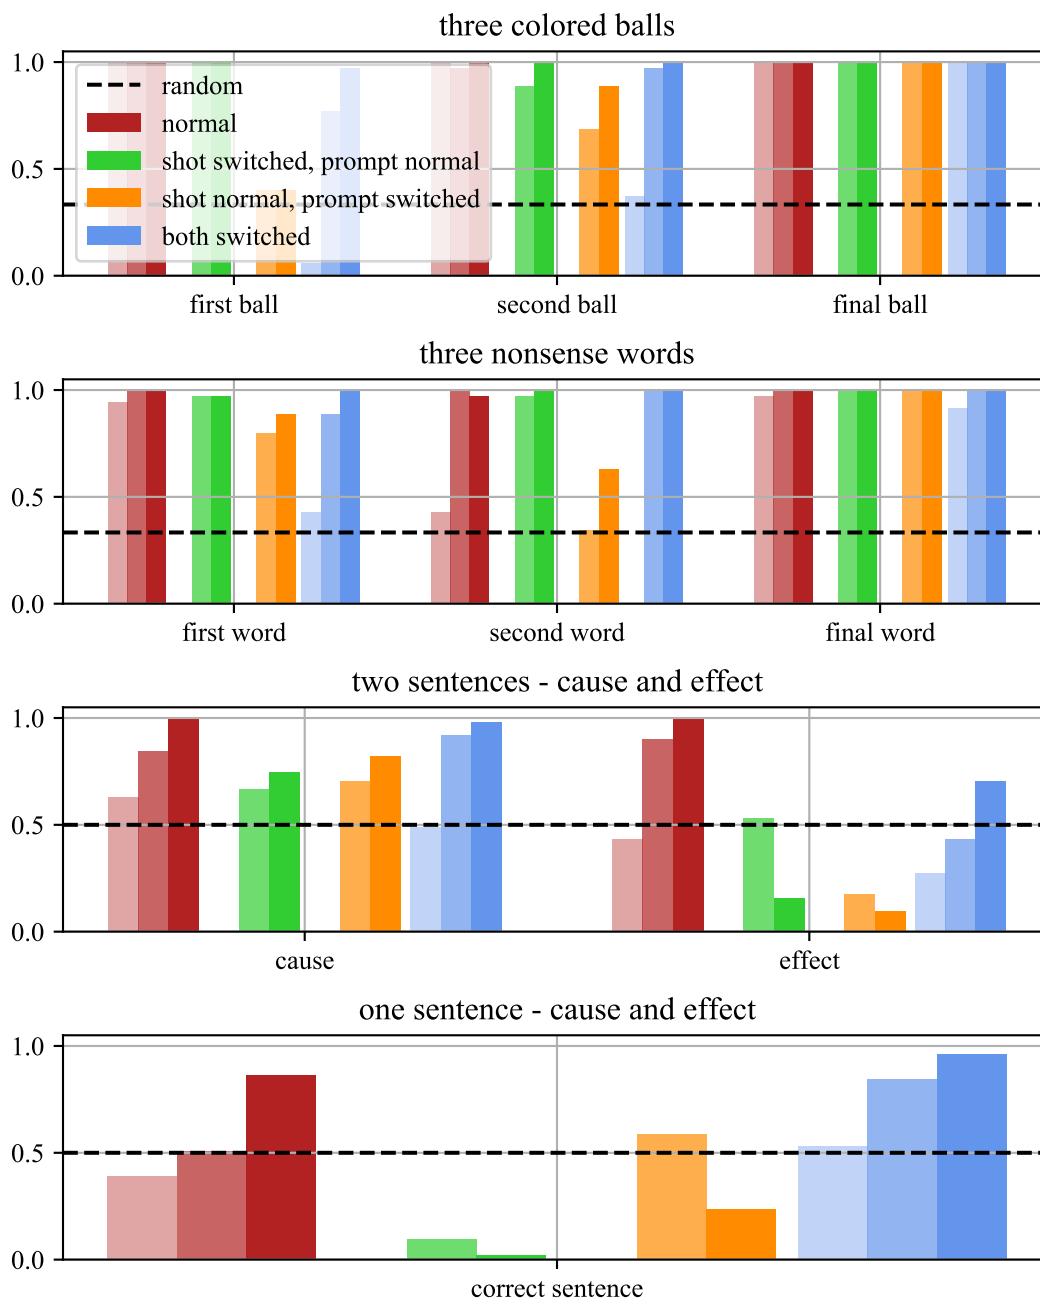 three colored balls
1.0
0.5
0.0
random
normal
shot switched, prompt normal
shot normal, prompt switched
both switched
first ball
second ball
final ball
three nonsense words
1.0
0.5
0.0
first word
second word
final word
two sentences - cause and effect
1.0
0.5
0.0
cause
effect
one sentence - cause and effect
1.0
0.5
0.0
correct sentence